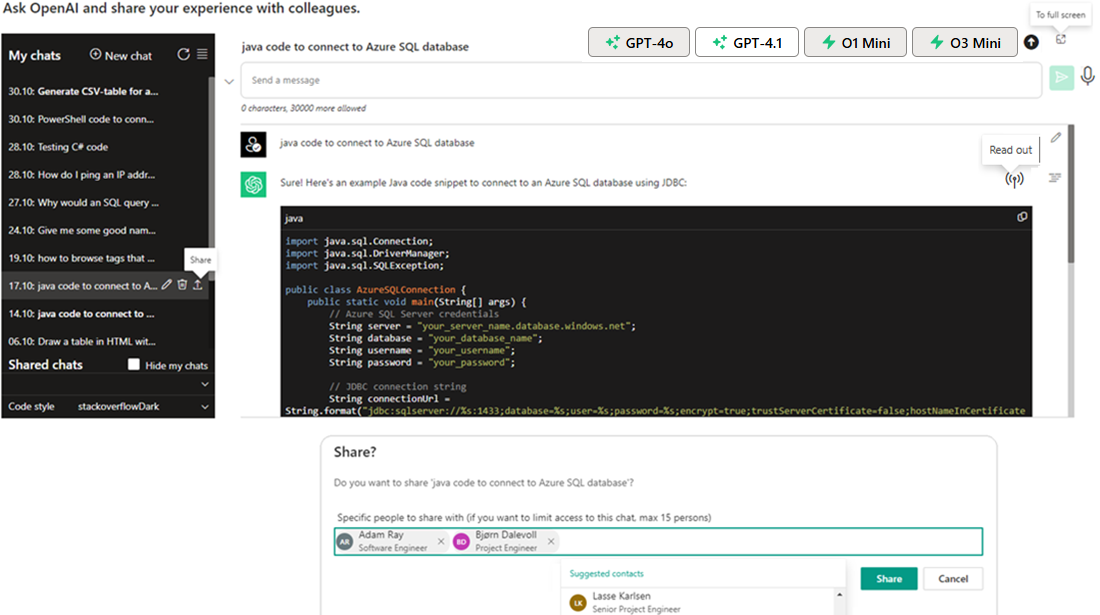 Ask OpenAI and share your experience with colleagues.
To full screen
My chats
New chat
30.10: Generate CSV-table for a...
30.10: PowerShell code to conn...
28.10: Testing C# code
28.10: How do I ping an IP addr...
27.10: Why would an SQL query ...
24.10: Give me some good nam...
19.10: how to browse tags that ...
Share
17.10: java code to connect to A...
14.10: java code to connect to ...
06.10: Draw a table in HTML wit...
Shared chats
Hide my chats
Code style stackoverflowDark
java code to connect to Azure SQL database
GPT-4o
GPT-4.1
O1 Mini
O3 Mini
Send a message
0 characters, 30000 more allowed
java code to connect to Azure SQL database
Read out
Sure! Here's an example Java code snippet to connect to an Azure SQL database using JDBC:
java
import java.sql.Connection;
import java.sql.DriverManager;
import java.sql.SQLException;
public class AzureSQLConnection {
public static void main(String[] args) {
// Azure SQL Server credentials
String server = "your_server_name.database.windows.net";
String database = "your_database_name";
String username = "your_username";
String password = "your_password";
// JDBC connection string
String connectionUrl =
String.format("jdbc:sqlserver://%s:1433;database=%s;user=%s;password=%s;encrypt=true;trustServerCertificate=false;hostNameInCertificate
Share?
Do you want to share 'java code to connect to Azure SQL database'?
Specific people to share with (if you want to limit access to this chat, max 15 persons)
AR Adam Ray
Software Engineer
BD Bjørn Dalevoll
Project Engineer
Suggested contacts
LK Lasse Karlsen
Senior Project Engineer
Share
Cancel